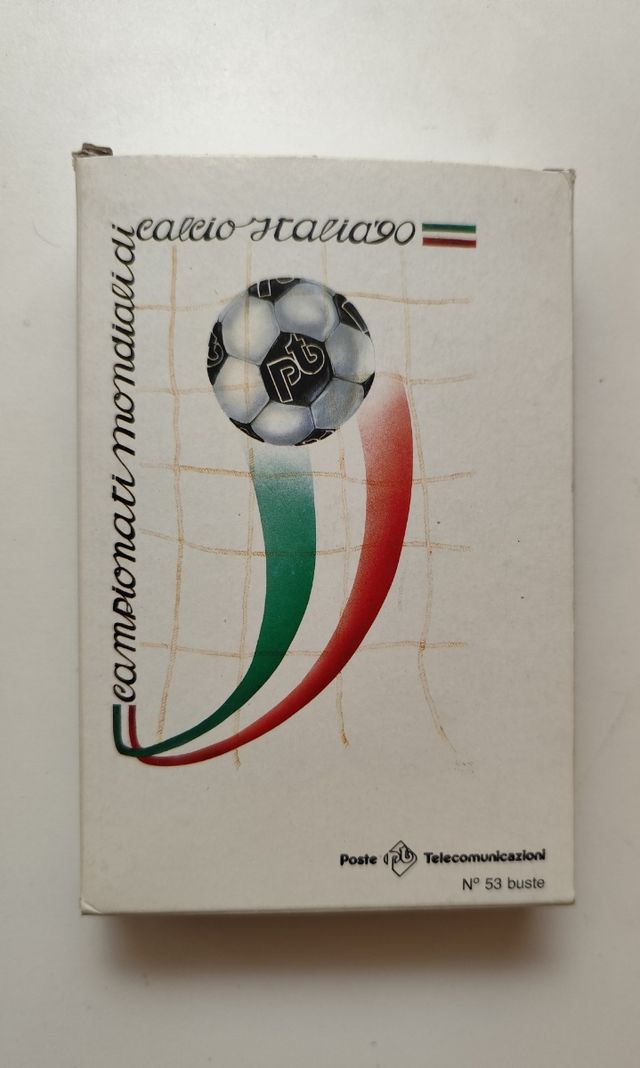 campionati mondiali di
calcio Italia '90
pt
Poste pt Telecomunicazioni
N° 53 buste